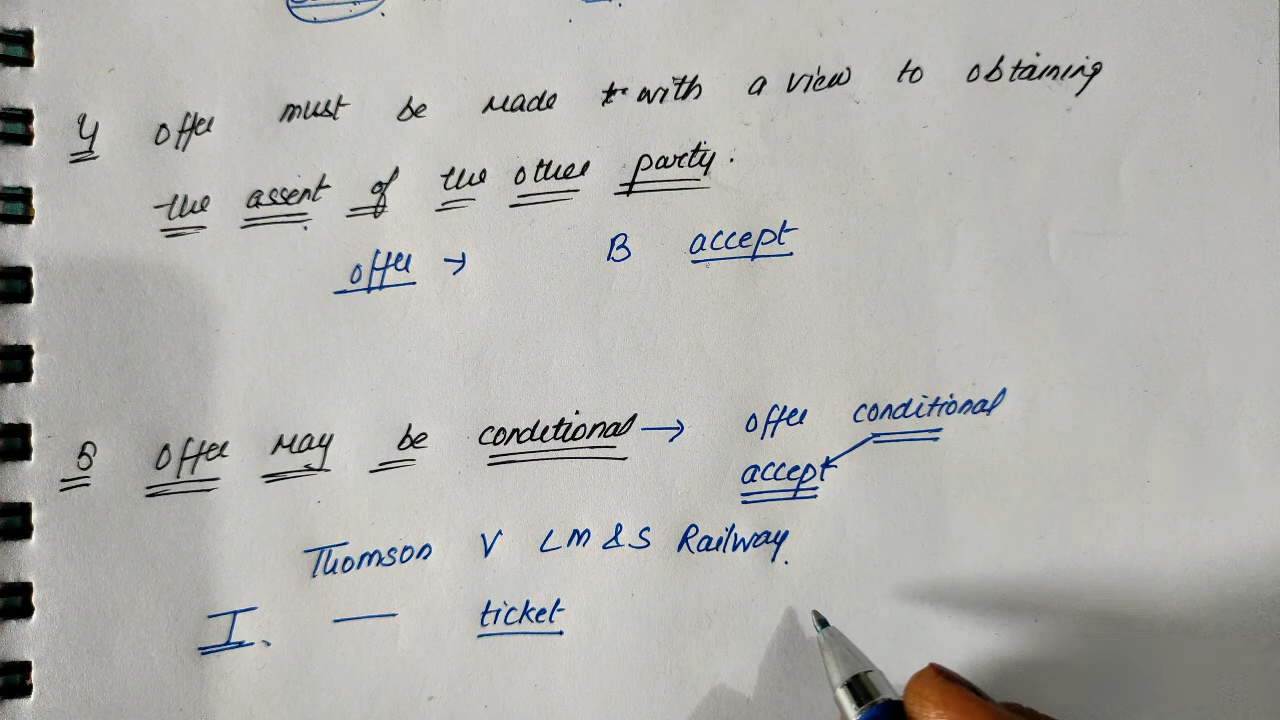 4 offer must be made with a view to obtaining
the assent of the other party.
offer → B accept
5 offer may be conditional → offer conditional
accept
Thomson V LM&S Railway.
I. — ticket